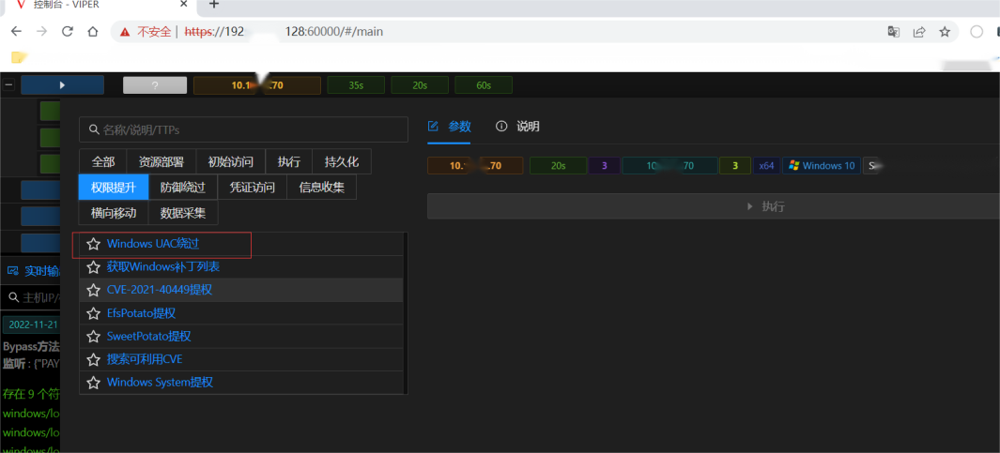 控制台 - VIPER
不安全 | https://192 128:60000/#/main
? 10.1 .70 35s 20s 60s
名称/说明/TTPs
参数 说明
全部 资源部署 初始访问 执行 持久化
10. .70 20s 3 10 70 3 x64 Windows 10
权限提升 防御绕过 凭证访问 信息收集
执行
横向移动 数据采集
Windows UAC绕过
获取Windows补丁列表
实时输
CVE-2021-40449提权
主机IP/
EfsPotato提权
2022-11-21
SweetPotato提权
Bypass方法
搜索可利用CVE
监听 : {"PAY
Windows System提权
存在 9 个符
windows/lo
windows/lo
windows/lo